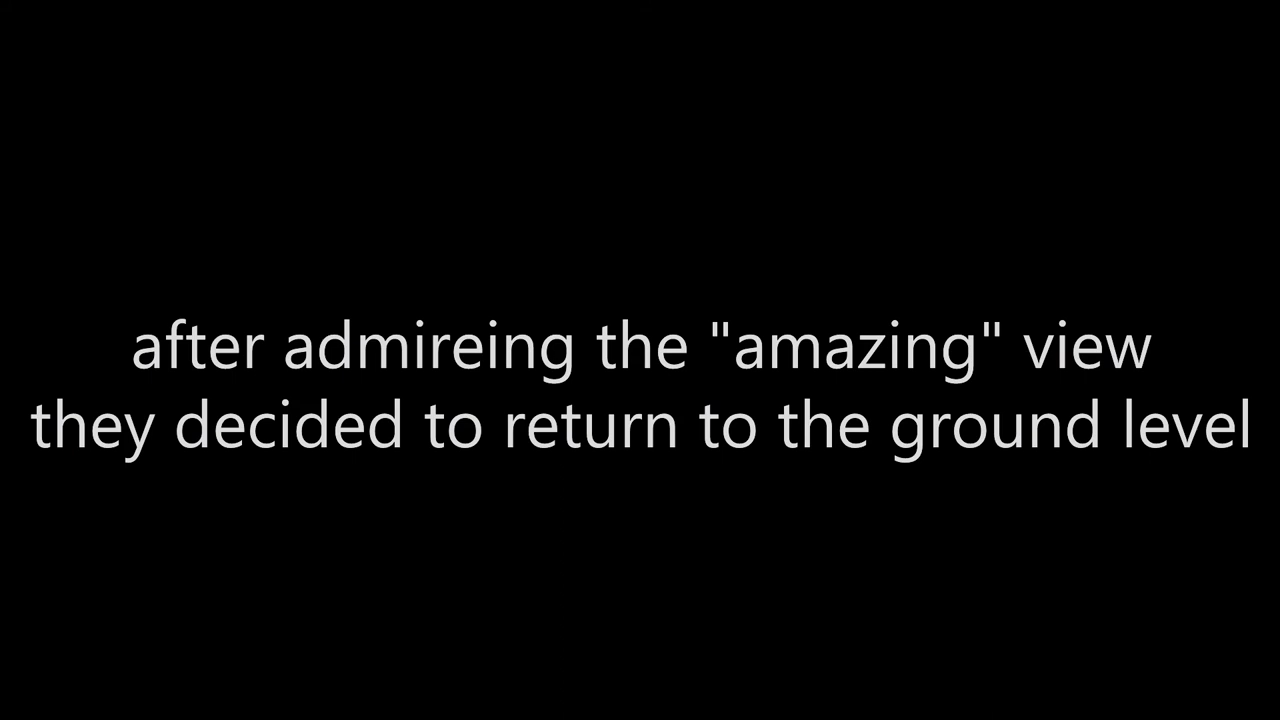 after admireing the "amazing" view
they decided to return to the ground level